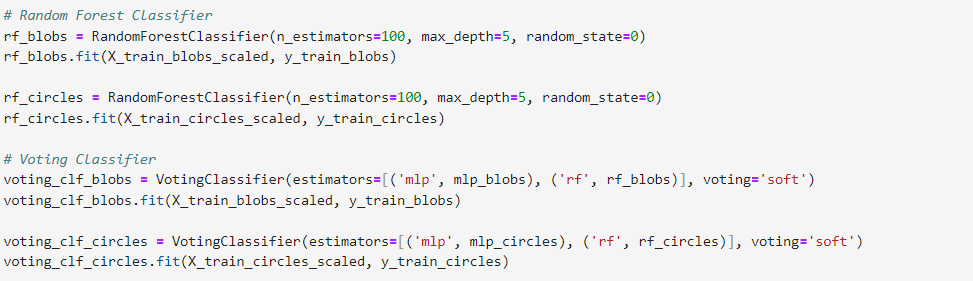 # Random Forest Classifier
rf_blobs = RandomForestClassifier(n_estimators=100, max_depth=5, random_state=0)
rf_blobs.fit(X_train_blobs_scaled, y_train_blobs)
rf_circles = RandomForestClassifier(n_estimators=100, max_depth=5, random_state=0)
rf_circles.fit(X_train_circles_scaled, y_train_circles)
# Voting Classifier
voting_clf_blobs = VotingClassifier(estimators=[('mlp', mlp_blobs), ('rf', rf_blobs)], voting='soft')
voting_clf_blobs.fit(X_train_blobs_scaled, y_train_blobs)
voting_clf_circles = VotingClassifier(estimators=[('mlp', mlp_circles), ('rf', rf_circles)], voting='soft')
voting_clf_circles.fit(X_train_circles_scaled, y_train_circles)